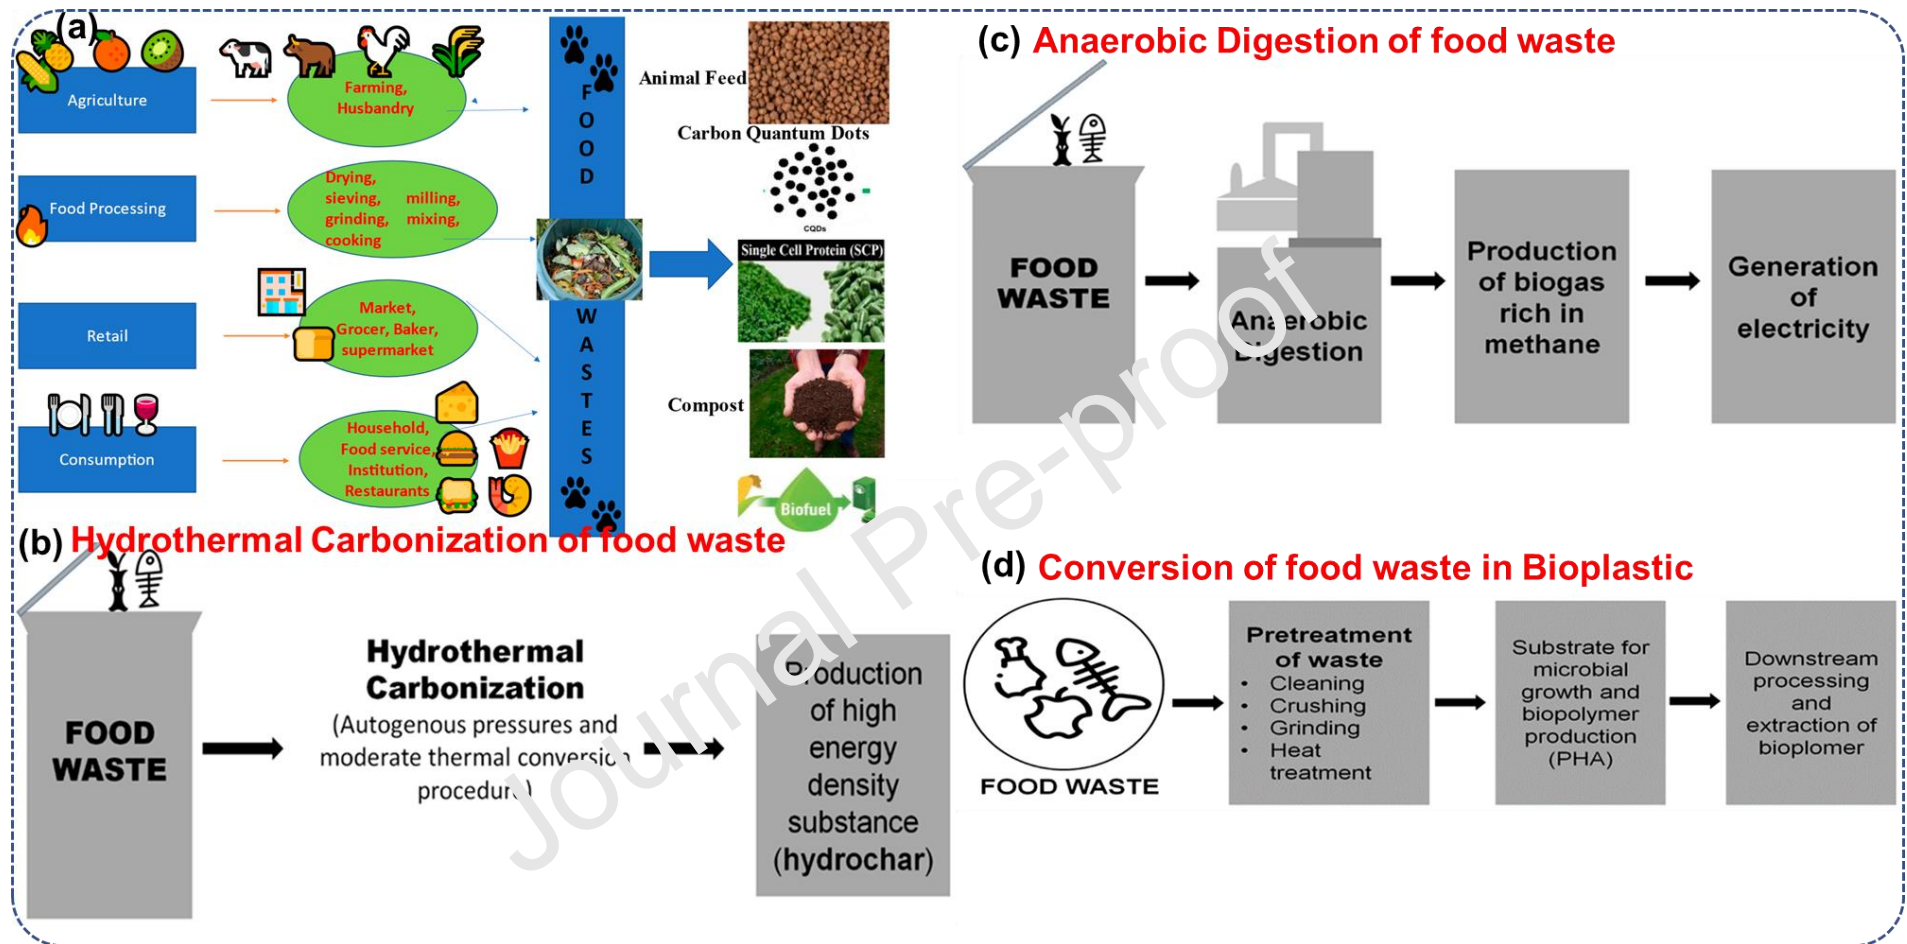 (a)
Agriculture
Farming,
Husbandry
Food Processing
Drying,
sieving, milling,
grinding, mixing,
cooking
Retail
Market,
Grocer, Baker,
supermarket
Consumption
Household,
Food service,
Institution,
Restaurants
F
O
O
D
W
A
S
T
E
S
Animal Feed
Carbon Quantum Dots
CQDs
Single Cell Protein (SCP)
Compost
Biofuel
(b) Hydrothermal Carbonization of food waste
FOOD
WASTE
Hydrothermal
Carbonization
(Autogenous pressures and
moderate thermal conversion
procedure)
Production
of high
energy
density
substance
(hydrochar)
(c) Anaerobic Digestion of food waste
FOOD
WASTE
Anaerobic
Digestion
Production
of biogas
rich in
methane
Generation
of
electricity
(d) Conversion of food waste in Bioplastic
FOOD WASTE
Pretreatment
of waste
• Cleaning
• Crushing
• Grinding
• Heat
treatment
Substrate for
microbial
growth and
biopolymer
production
(PHA)
Downstream
processing
and
extraction of
bioplomer
Journal Pre-proof